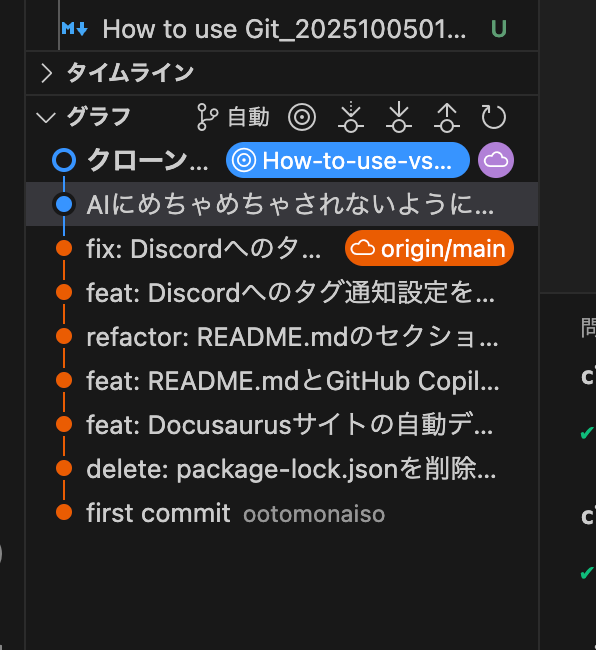 How to use Git_2025100501... U
タイムライン
グラフ 自動
クローン... How-to-use-vs...
AIにめちゃめちゃされないように...
fix: Discordへのタ... origin/main
feat: Discordへのタグ通知設定を...
refactor: README.mdのセクショ...
feat: README.mdとGitHub Copil...
feat: Docusaurusサイトの自動デ...
delete: package-lock.jsonを削除...
first commit ootomonaiso